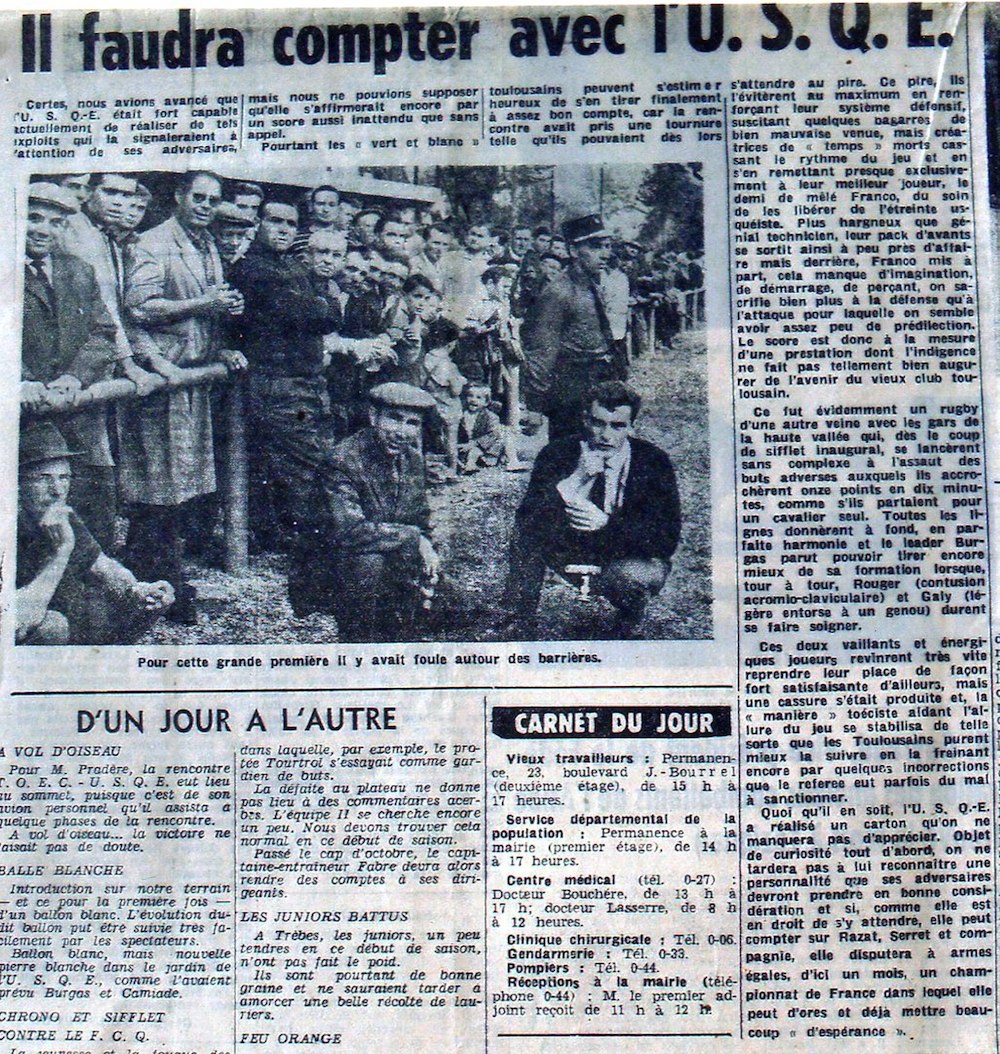 Il faudra compter avec l'U. S. Q. E.
Certes, nous avions avancé que
l'U. S. Q.-E. était fort capable
actuellement de réaliser de tels
exploits qui la signaleraient à
l'attention de ses adversaires,
mais nous ne pouvions supposer
qu'elle s'affirmerait encore par
un score aussi inattendu que sans
appel.
Pourtant les « vert et blanc »
toulousains peuvent s'estimer
heureux de s'en tirer finalement
à assez bon compte, car la ren-
contre avait pris une tournure
telle qu'ils pouvaient dès lors
s'attendre au pire. Ce pire, ils
l'évitèrent au maximum en ren-
forçant leur système défensif,
suscitant quelques bagarres de
bien mauvaise venue, mais créa-
trices de « temps » morts cas-
sant le rythme du jeu et en
s'en remettant presque exclusive-
ment à leur meilleur joueur, le
demi de mêlé Franco, du soin
de les libérer de l'étreinte us-
quéiste. Plus hargneux que gé-
nial technicien, leur pack d'avants
se sortit ainsi à peu près d'affai-
re mais derrière, Franco mis à
part, cela manque d'imagination,
de démarrage, de perçant, on sa-
crifie bien plus à la défense qu'à
l'attaque pour laquelle on semble
avoir assez peu de prédilection.
Le score est donc à la mesure
d'une prestation dont l'indigence
ne fait pas tellement bien augu-
rer de l'avenir du vieux club tou-
lousain.
Ce fut évidemment un rugby
d'une autre veine avec les gars de
la haute vallée qui, dès le coup
de sifflet inaugural, se lancèrent
sans complexe à l'assaut des
buts adverses auxquels ils accro-
chèrent onze points en dix minu-
tes, comme s'ils partaient pour
un cavalier seul. Toutes les li-
gnes donnèrent à fond, en par-
faite harmonie et le leader Bur-
gas parut pouvoir tirer encore
mieux de sa formation lorsque,
tour à tour, Rouger (contusion
acromio-claviculaire) et Galy (lé-
gère entorse à un genou) durent
se faire soigner.
Ces deux vaillants et énergi-
ques joueurs revinrent très vite
reprendre leur place de façon
fort satisfaisante d'ailleurs, mais
une cassure s'était produite et, la
« manière » toéciste aidant l'al-
lure du jeu se stabilisa de telle
sorte que les Toulousains purent
mieux la suivre en la freinant
encore par quelques incorrections
que le referee eut parfois du mal
à sanctionner.
Quoi qu'il en soit, l'U. S. Q.-E.
a réalisé un carton qu'on ne
manquera pas d'apprécier. Objet
de curiosité tout d'abord, on ne
tardera pas à lui reconnaître une
personnalité que ses adversaires
devront prendre en bonne consi-
dération et si, comme elle est
en droit de s'y attendre, elle peut
compter sur Razat, Serret et com-
pagnie, elle disputera à armes
égales, d'ici un mois, un cham-
pionnat de France dans lequel elle
peut d'ores et déjà mettre beau-
coup « d'espérance ».
Pour cette grande première il y avait foule autour des barrières.
D'UN JOUR A L'AUTRE
A VOL D'OISEAU
Pour M. Pradère, la rencontre
T. O. E. C. - U. S. Q. E. eut lieu
au sommet, puisque c'est de son
avion personnel qu'il assista à
quelque phases de la rencontre.
A vol d'oiseau... la victoire ne
faisait pas de doute.
BALLE BLANCHE
Introduction sur notre terrain
— et ce pour la première fois —
d'un ballon blanc. L'évolution du-
dit ballon put être suivie très fa-
cilement par les spectateurs.
Ballon blanc, mais nouvelle
pierre blanche dans le jardin de
l'U. S. Q. E., comme l'avaient
prévu Burgas et Camiade.
CHRONO ET SIFFLET
CONTRE LE F. C. Q.
La jeunesse et la fougue des
dans laquelle, par exemple, le pro-
tée Tourtrol s'essayait comme gar-
dien de buts.
La défaite au plateau ne donne
pas lieu à des commentaires acer-
bes. L'équipe II se cherche encore
un peu. Nous devons trouver cela
normal en ce début de saison.
Passé le cap d'octobre, le capi-
taine-entraîneur Fabre devra alors
rendre des comptes à ses diri-
geants.
LES JUNIORS BATTUS
A Trèbes, les juniors, un peu
tendres en ce début de saison,
n'ont pas fait le poid.
Ils sont pourtant de bonne
graine et ne sauraient tarder à
amorcer une belle récolte de lau-
riers.
FEU ORANGE
CARNET DU JOUR
Vieux travailleurs : Permanen-
ce, 23, boulevard J.-Bourrel
(deuxième étage), de 15 h à
17 heures.
Service départemental de la
population : Permanence à la
mairie (premier étage), de 14 h
à 17 heures.
Centre médical (tél. 0-27) :
Docteur Bouchère, de 13 h à
17 h; docteur Lasserre, de 8 h
à 12 heures.
Clinique chirurgicale : Tél. 0-06.
Gendarmerie : Tél. 0-33.
Pompiers : Tél. 0-44.
Réceptions à la mairie (télé-
phone 0-44) : M. le premier ad-
joint reçoit de 11 h à 12 h.